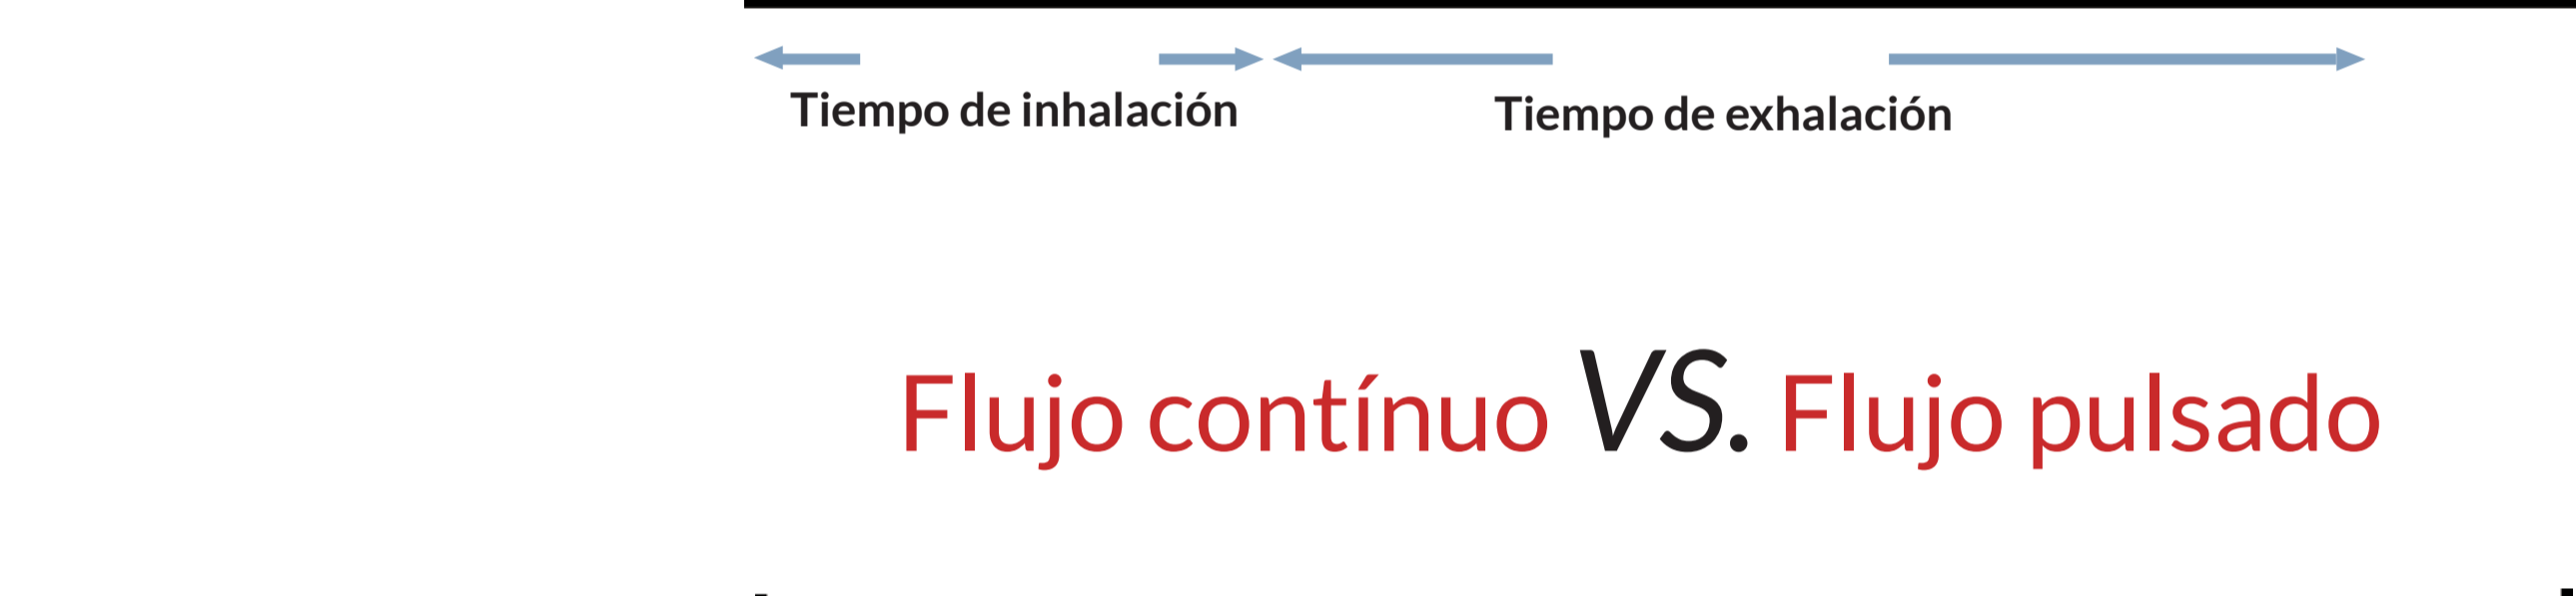 Tiempo de inhalación
Tiempo de exhalación
Flujo contínuo VS. Flujo pulsado